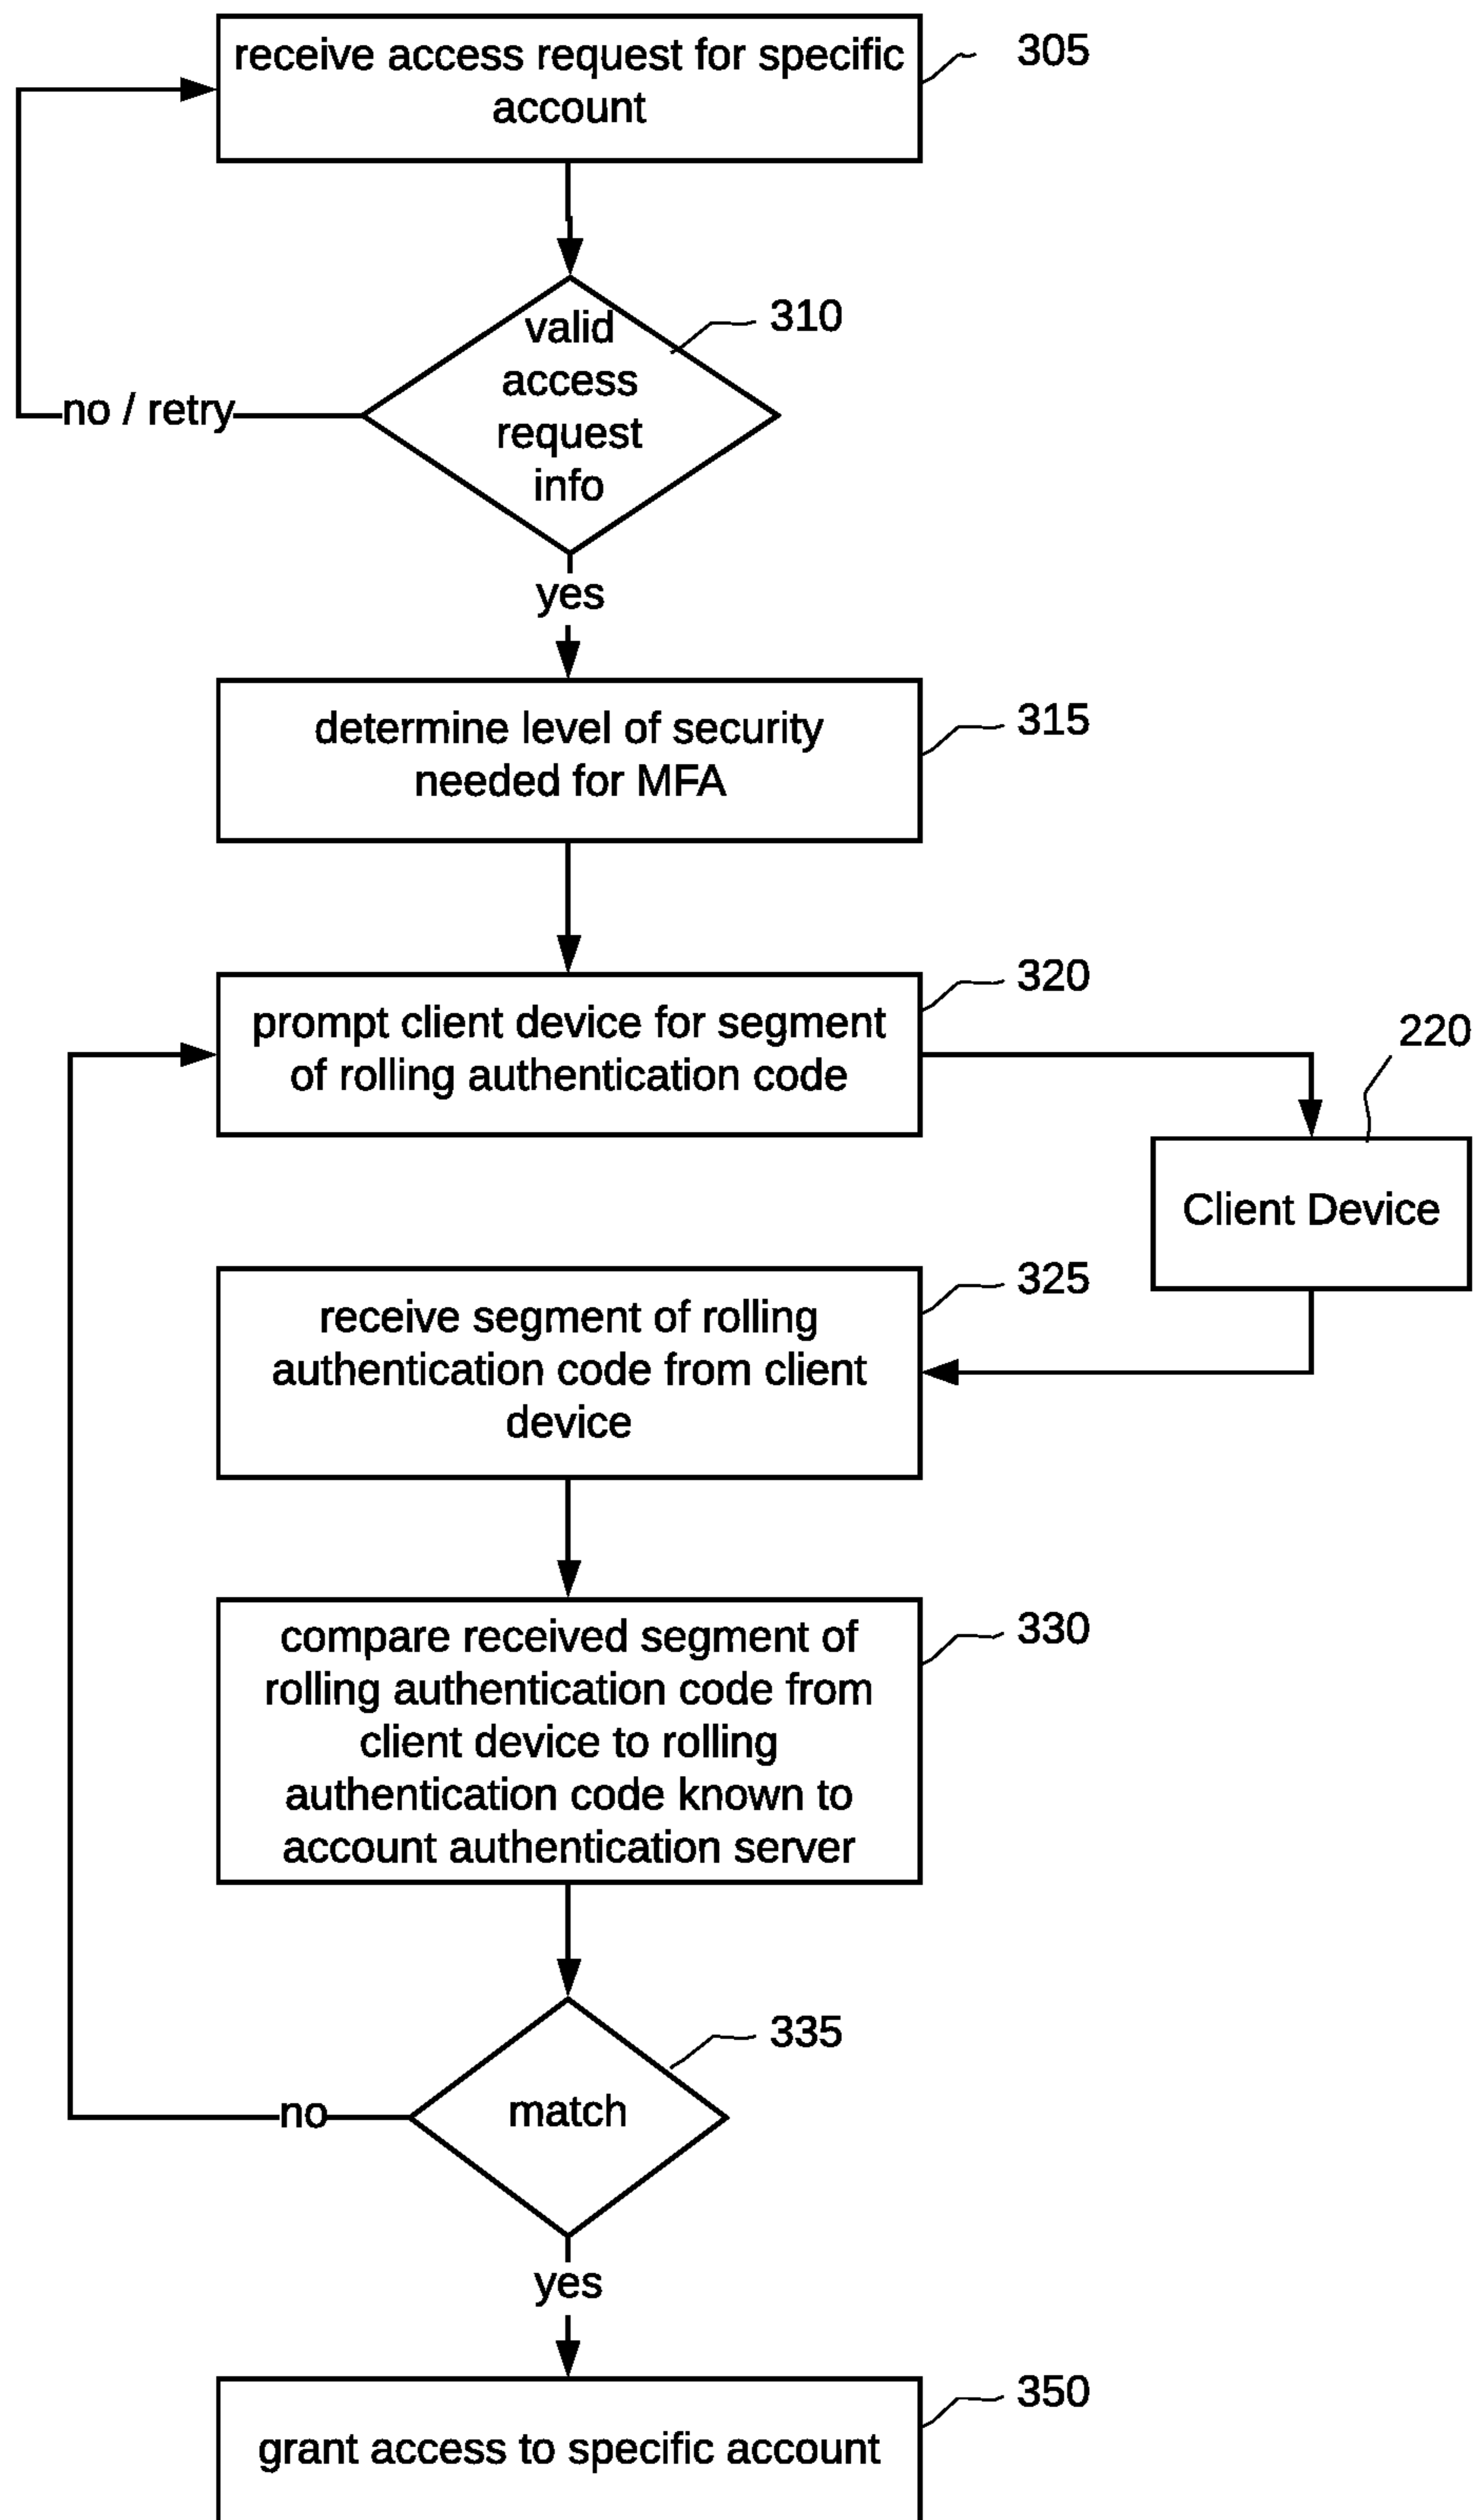 receive access request for specific
account
305
valid
access
request
info
310
no / retry
yes
determine level of security
needed for MFA
315
prompt client device for segment
of rolling authentication code
320
220
Client Device
receive segment of rolling
authentication code from client
device
325
compare received segment of
rolling authentication code from
client device to rolling
authentication code known to
account authentication server
330
match
335
no
yes
grant access to specific account
350